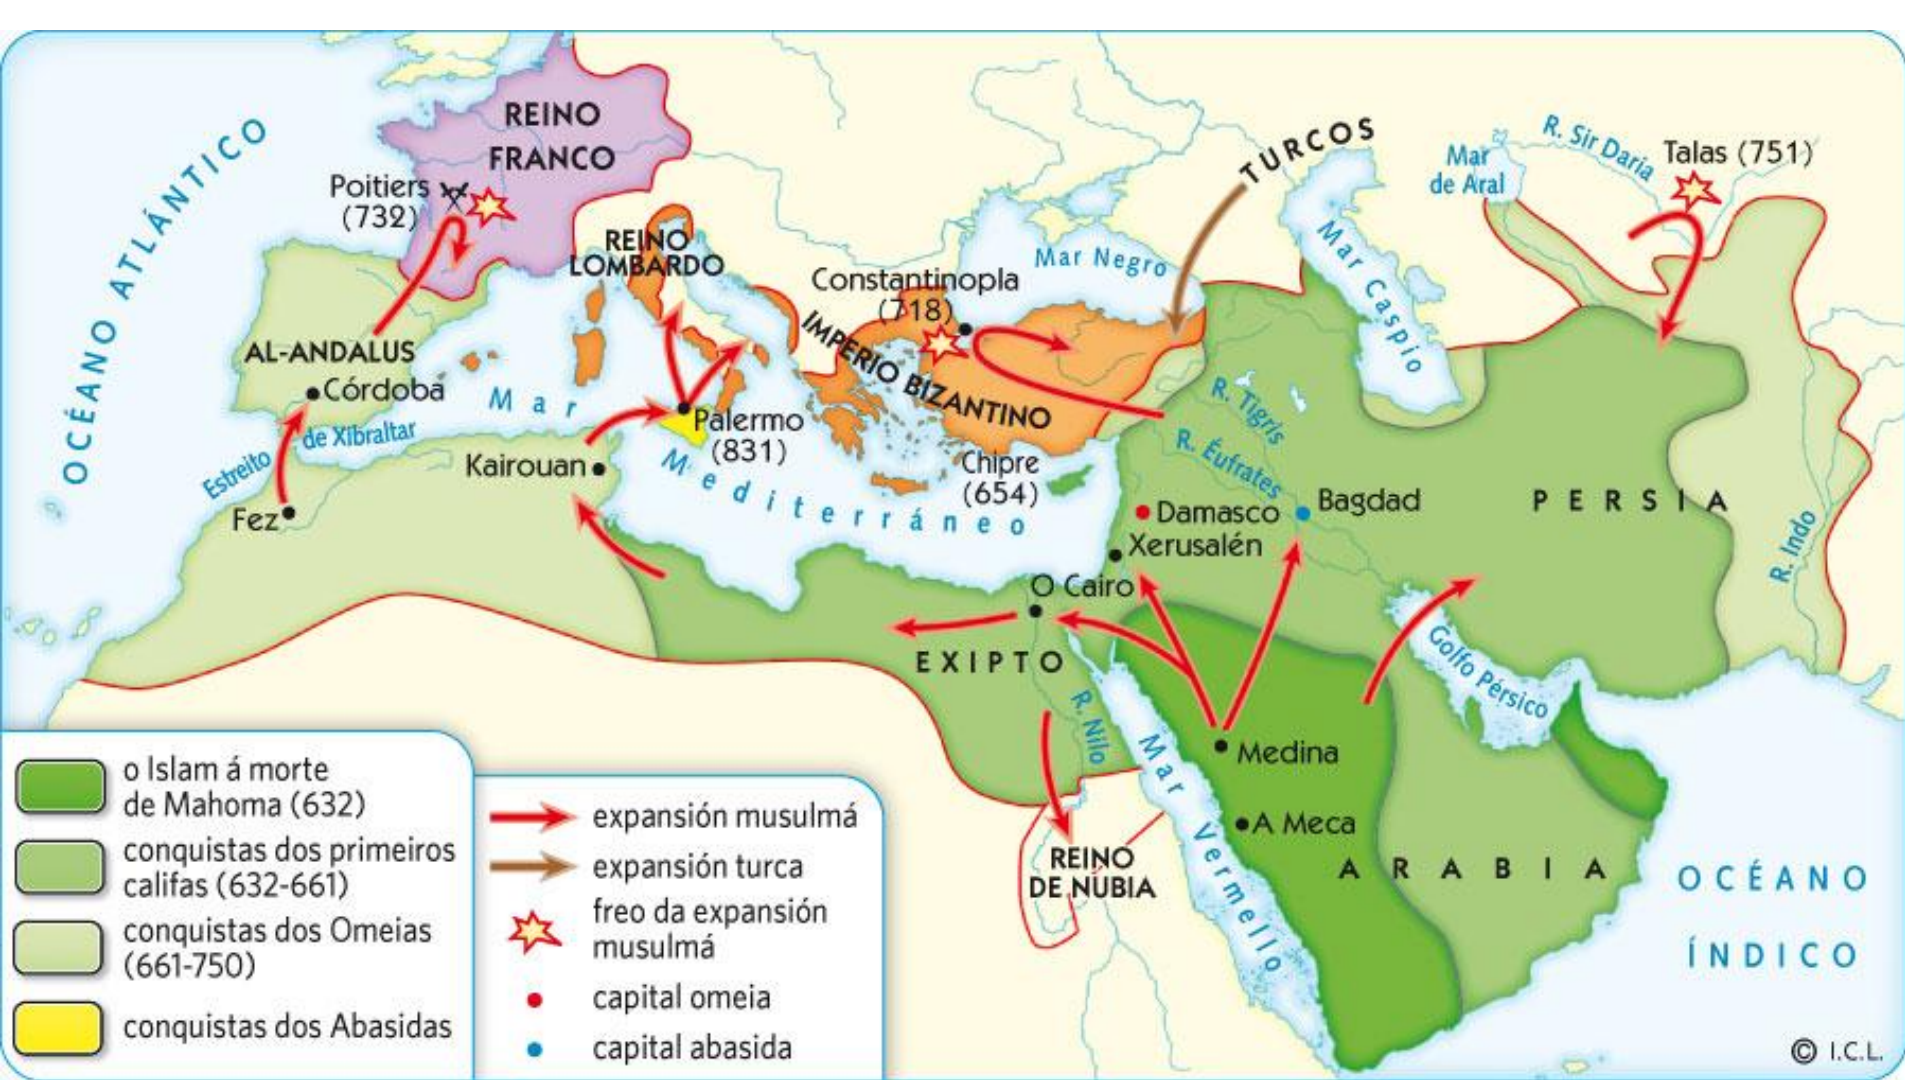 OCÉANO ATLÁNTICO
REINO
FRANCO
Poitiers
(732)
REINO
LOMBARDO
TURCOS
Mar
de Aral
R. Sir Daria
Talas (751)
Mar Caspio
Mar Negro
Constantinopla
(718)
IMPERIO BIZANTINO
AL-ANDALUS
Córdoba
Estreito
de Xibraltar
Fez
Mar
Mediterráneo
Palermo
(831)
Kairouan
Chipre
(654)
R. Tigris
R. Éufrates
Damasco
Bagdad
PERSIA
R. Indo
Xerusalén
O Cairo
EXIPTO
R. Nilo
Golfo Pérsico
Medina
A Meca
Mar Vermello
ARABIA
REINO
DE NUBIA
OCÉANO
ÍNDICO
o Islam á morte
de Mahoma (632)
conquistas dos primeiros
califas (632-661)
conquistas dos Omeias
(661-750)
conquistas dos Abasidas
expansión musulmá
expansión turca
freo da expansión
musulmá
capital omeia
capital abasida
© I.C.L.